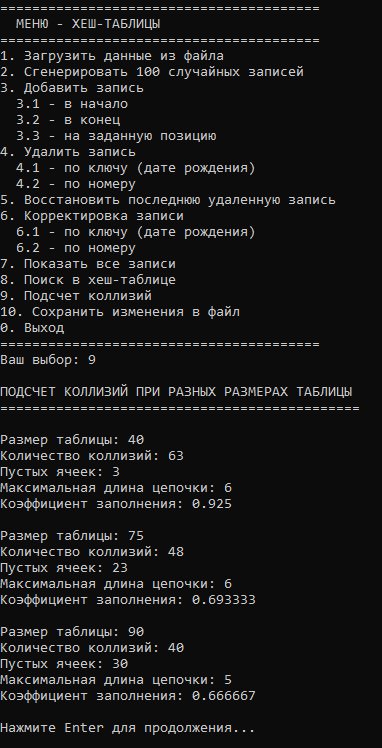 ========================================
  МЕНЮ - ХЕШ-ТАБЛИЦЫ
========================================
1. Загрузить данные из файла
2. Сгенерировать 100 случайных записей
3. Добавить запись
  3.1 - в начало
  3.2 - в конец
  3.3 - на заданную позицию
4. Удалить запись
  4.1 - по ключу (дате рождения)
  4.2 - по номеру
5. Восстановить последнюю удаленную запись
6. Корректировка записи
  6.1 - по ключу (дате рождения)
  6.2 - по номеру
7. Показать все записи
8. Поиск в хеш-таблице
9. Подсчет коллизий
10. Сохранить изменения в файл
0. Выход
========================================
Ваш выбор: 9

ПОДСЧЕТ КОЛЛИЗИЙ ПРИ РАЗНЫХ РАЗМЕРАХ ТАБЛИЦЫ
=============================================

Размер таблицы: 40
Количество коллизий: 63
Пустых ячеек: 3
Максимальная длина цепочки: 6
Коэффициент заполнения: 0.925

Размер таблицы: 75
Количество коллизий: 48
Пустых ячеек: 23
Максимальная длина цепочки: 6
Коэффициент заполнения: 0.693333

Размер таблицы: 90
Количество коллизий: 40
Пустых ячеек: 30
Максимальная длина цепочки: 5
Коэффициент заполнения: 0.666667

Нажмите Enter для продолжения...